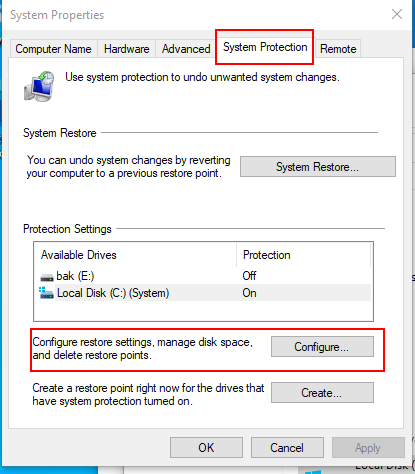 System Properties
Computer Name Hardware Advanced System Protection Remote
Use system protection to undo unwanted system changes.
System Restore
You can undo system changes by reverting
your computer to a previous restore point.
System Restore...
Protection Settings
Available Drives Protection
bak (E:) Off
Local Disk (C:) (System) On
Configure restore settings, manage disk space,
and delete restore points.
Configure...
Create a restore point right now for the drives that
have system protection turned on.
Create...
OK Cancel Apply
Local Disk (